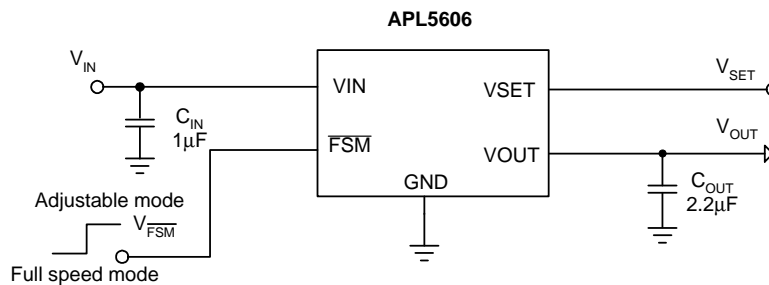 APL5606
VIN
VIN
CIN
1μF
FSM
GND
VSET
VOUT
VSET
VOUT
COUT
2.2μF
Adjustable mode
VFSM
Full speed mode